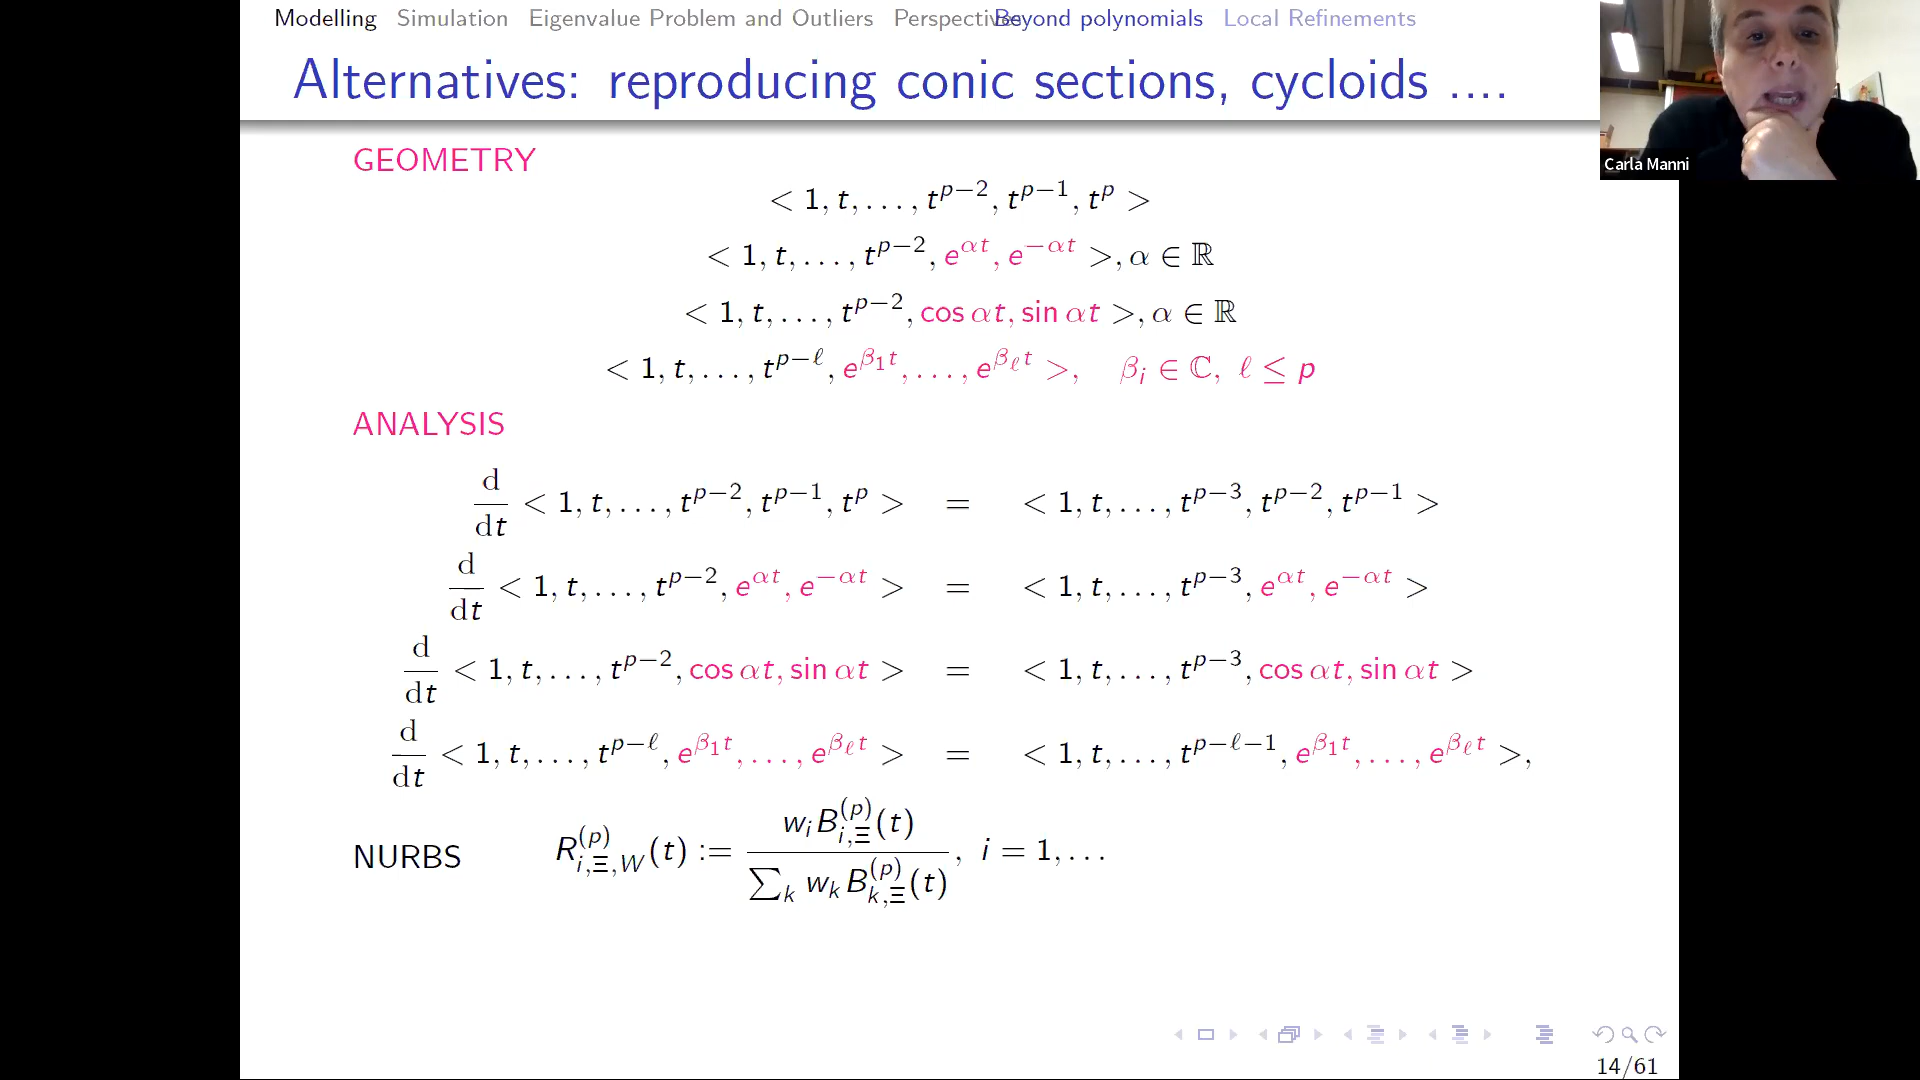 Modelling Simulation Eigenvalue Problem and Outliers Perspectives Beyond polynomials Local Refinements
Alternatives: reproducing conic sections, cycloids ....
Carla Manni
GEOMETRY
< 1, t, . . . , t^{p−2}, t^{p−1}, t^p >
< 1, t, . . . , t^{p−2}, e^{αt}, e^{−αt} >, α ∈ ℝ
< 1, t, . . . , t^{p−2}, cos αt, sin αt >, α ∈ ℝ
< 1, t, . . . , t^{p−ℓ}, e^{β_1 t}, . . . , e^{β_ℓ t} >, β_i ∈ ℂ, ℓ ≤ p
ANALYSIS
d/dt < 1, t, . . . , t^{p−2}, t^{p−1}, t^p > = < 1, t, . . . , t^{p−3}, t^{p−2}, t^{p−1} >
d/dt < 1, t, . . . , t^{p−2}, e^{αt}, e^{−αt} > = < 1, t, . . . , t^{p−3}, e^{αt}, e^{−αt} >
d/dt < 1, t, . . . , t^{p−2}, cos αt, sin αt > = < 1, t, . . . , t^{p−3}, cos αt, sin αt >
d/dt < 1, t, . . . , t^{p−ℓ}, e^{β_1 t}, . . . , e^{β_ℓ t} > = < 1, t, . . . , t^{p−ℓ−1}, e^{β_1 t}, . . . , e^{β_ℓ t} >,
NURBS R^{(p)}_{i,Ξ,W}(t) := w_i B^{(p)}_{i,Ξ}(t) / ∑_k w_k B^{(p)}_{k,Ξ}(t), i = 1, . . .
14/61